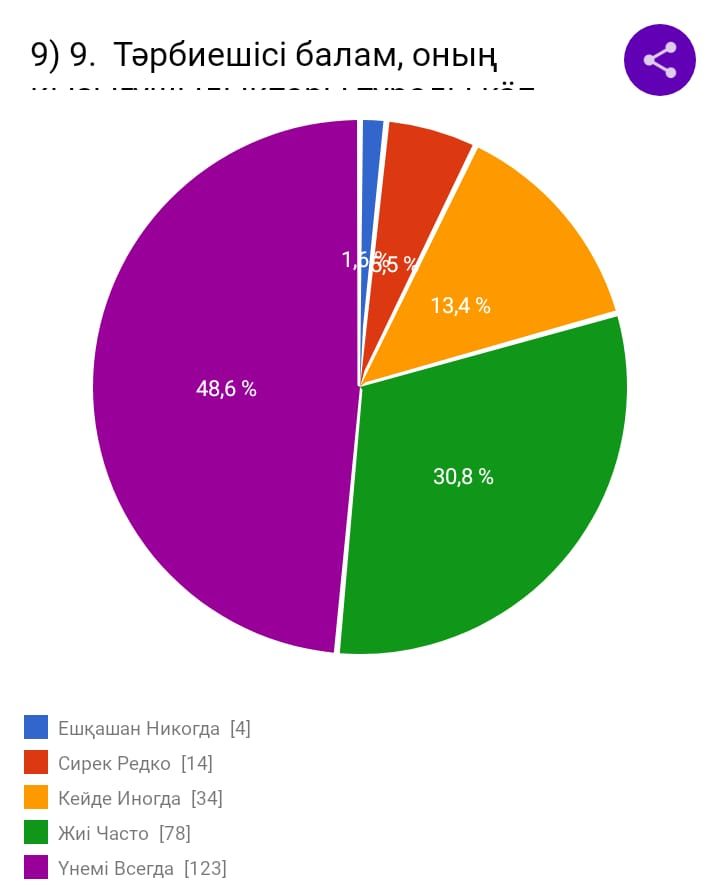 9) 9. Тәрбиешісі балам, оның
1,6 %
5,5 %
13,4 %
48,6 %
30,8 %
Ешқашан Никогда [4]
Сирек Редко [14]
Кейде Иногда [34]
Жиі Часто [78]
Үнемі Всегда [123]